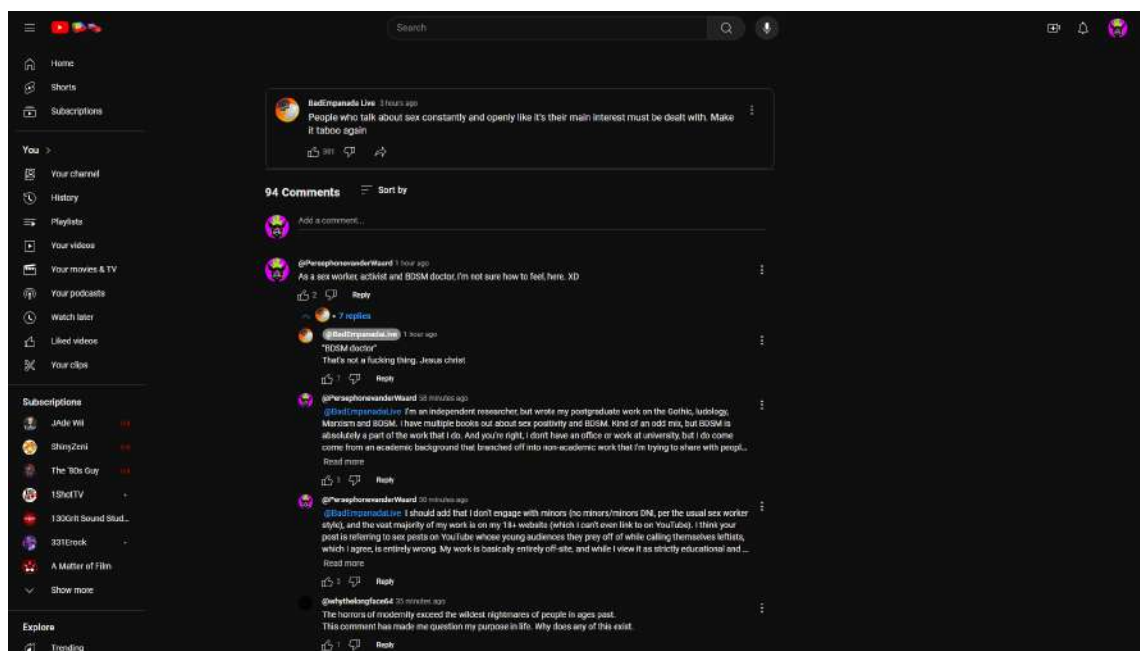 Search
Home
Shorts
Subscriptions
You >
Your channel
History
Playlists
Your videos
Your movies & TV
Your podcasts
Watch later
Liked videos
Your clips
Subscriptions
JAde Wii
ShinyZeni
The '80s Guy
1ShotTV
130Grit Sound Stud...
331Erock
A Matter of Film
Show more
Explore
Trending
BadEmpanada Live 3 hours ago
People who talk about sex constantly and openly like it's their main interest must be dealt with. Make
it taboo again
94 Comments Sort by
Add a comment...
@PersephonevanderWaard 1 hour ago
As a sex worker, activist and BDSM doctor, I'm not sure how to feel, here. XD
2 Reply
• 7 replies
@BadEmpanadaLive 1 hour ago
"BDSM doctor"
That's not a fucking thing. Jesus christ
Reply
@PersephonevanderWaard 58 minutes ago
@BadEmpanadaLive I'm an independent researcher, but wrote my postgraduate work on the Gothic, ludology,
Marxism and BDSM. I have multiple books out about sex positivity and BDSM. Kind of an odd mix, but BDSM is
absolutely a part of the work that I do. And you're right, I don't have an office or work at university, but I do come
come from an academic background that branched off into non-academic work that I'm trying to share with peopl...
Read more
Reply
@PersephonevanderWaard minutes ago
@BadEmpanadaLive I should add that I don't engage with minors (no minors/minors DNI, per the usual sex worker
style), and the vast majority of my work is on my 18+ website (which I can't even link to on YouTube). I think your
post is referring to sex pests on YouTube whose young audiences they prey off of while calling themselves leftists,
which I agree, is entirely wrong. My work is basically entirely off-site, and while I view it as strictly educational and ...
Read more
Reply
@whythelongface64 35 minutes ago
The horrors of modernity exceed the wildest nightmares of people in ages past.
This comment has made me question my purpose in life. Why does any of this exist.
Reply